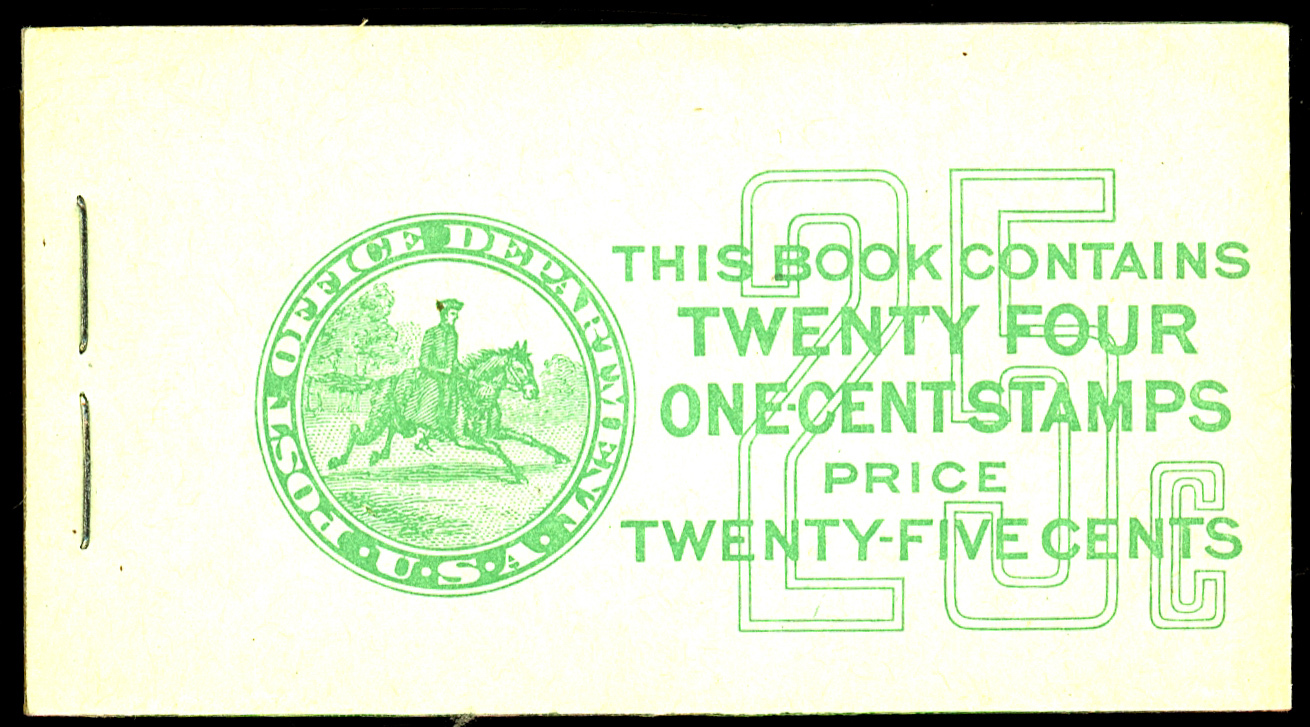 POST OFFICE DEPARTMENT
·U·S·A·
THIS BOOK CONTAINS
TWENTY FOUR
ONE-CENT STAMPS
PRICE
TWENTY-FIVE CENTS
25c